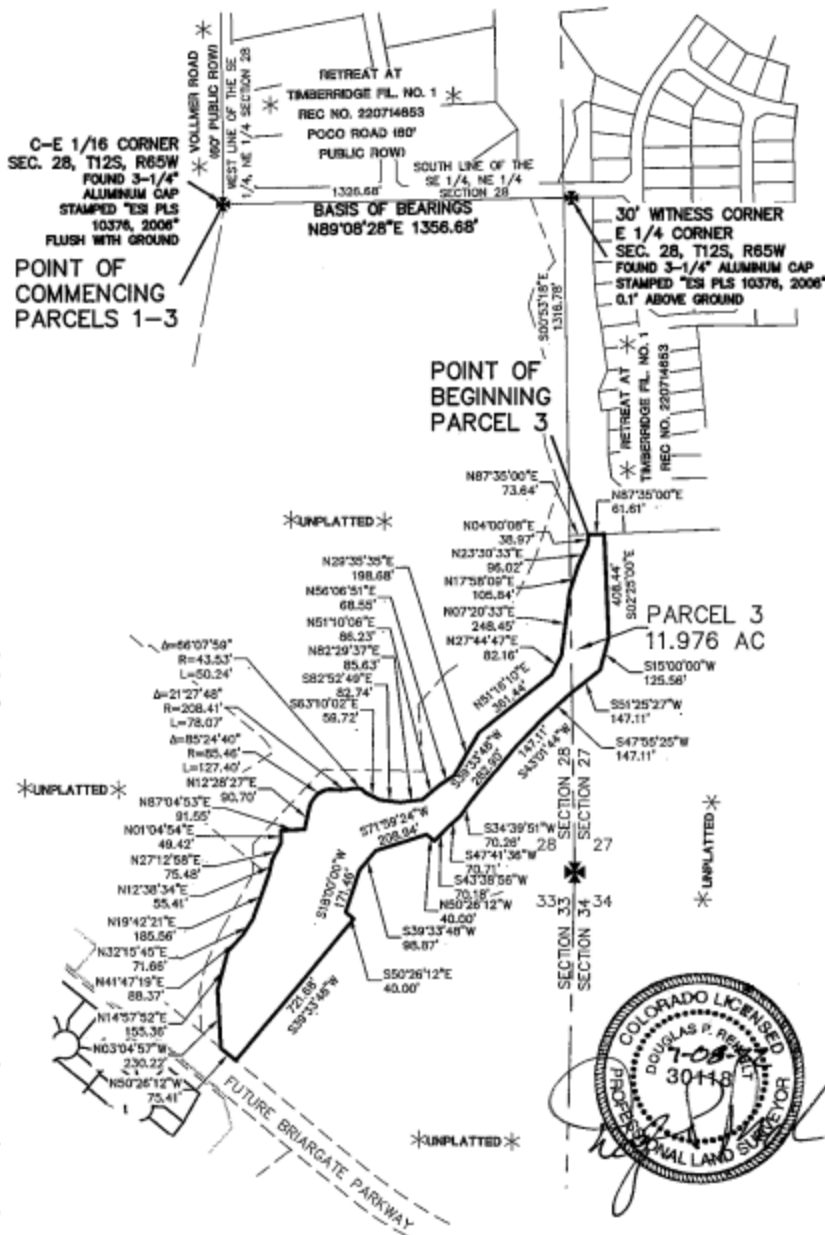 VOLLMER ROAD
(60' PUBLIC ROW)
WEST LINE OF THE SE
1/4, NE 1/4 SECTION 28
RETREAT AT
TIMBERRIDGE FIL. NO. 1
REC NO. 220714653
POCO ROAD (80'
PUBLIC ROW)
SOUTH LINE OF THE
SE 1/4, NE 1/4
SECTION 28
C-E 1/16 CORNER
SEC. 28, T12S, R65W
FOUND 3-1/4"
ALUMINUM CAP
STAMPED "ESI PLS
10376, 2006"
FLUSH WITH GROUND
1326.68'
BASIS OF BEARINGS
N89°08'28"E 1356.68'
30' WITNESS CORNER
E 1/4 CORNER
SEC. 28, T12S, R65W
FOUND 3-1/4" ALUMINUM CAP
STAMPED "ESI PLS 10376, 2006"
0.1' ABOVE GROUND
POINT OF
COMMENCING
PARCELS 1-3
S00°53'18"E
1316.78'
RETREAT AT
TIMBERRIDGE FIL. NO. 1
REC NO. 220714653
POINT OF
BEGINNING
PARCEL 3
N87°35'00"E
73.64'
N87°35'00"E
61.61'
UNPLATTED
N04°00'08"E
38.97'
N23°30'33"E
96.02'
N17°58'09"E
105.84'
N07°20'33"E
248.45'
N27°44'47"E
82.16'
408.44'
S02°25'00"E
PARCEL 3
11.976 AC
S15°00'00"W
125.56'
S51°25'27"W
147.11'
S47°55'25"W
147.11'
N29°35'35"E
198.68'
N56°06'51"E
68.55'
N51°10'06"E
86.23'
N82°29'37"E
85.63'
S82°52'49"E
82.74'
S63°10'02"E
59.72'
N51°16'10"E
361.44'
147.11'
S43°01'44"W
S39°33'48"W
282.90'
Δ=66°07'59"
R=43.53'
L=50.24'
Δ=21°27'48"
R=208.41'
L=78.07'
Δ=85°24'40"
R=85.46'
L=127.40'
UNPLATTED
N12°28'27"E
90.70'
N87°04'53"E
91.55'
N01°04'54"E
49.42'
N27°12'58"E
75.48'
N12°38'34"E
55.41'
N19°42'21"E
185.56'
N32°15'45"E
71.66'
N41°47'19"E
88.37'
N14°57'52"E
155.36'
N03°04'57"W
230.22'
N50°26'12"W
75.41'
S71°59'24"W
208.94'
S18°00'00"W
171.46'
S34°39'51"W
70.26'
S47°41'36"W
70.71'
S43°38'56"W
70.18'
N50°26'12"W
40.00'
S39°33'48"W
98.87'
S50°26'12"E
40.00'
721.68'
S39°33'48"W
SECTION 28
SECTION 27
28
27
33
34
SECTION 33
SECTION 34
UNPLATTED
FUTURE BRIARGATE PARKWAY
UNPLATTED
COLORADO LICENSED
DOUGLAS P.
30118
PROFESSIONAL LAND SURVEYOR